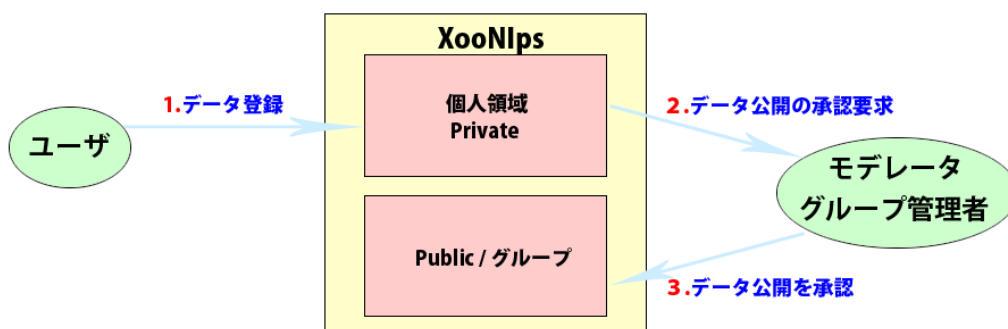 XooNIps
1.データ登録
個人領域
Private
2.データ公開の承認要求
ユーザ
モデレータ
グループ管理者
Public / グループ
3.データ公開を承認